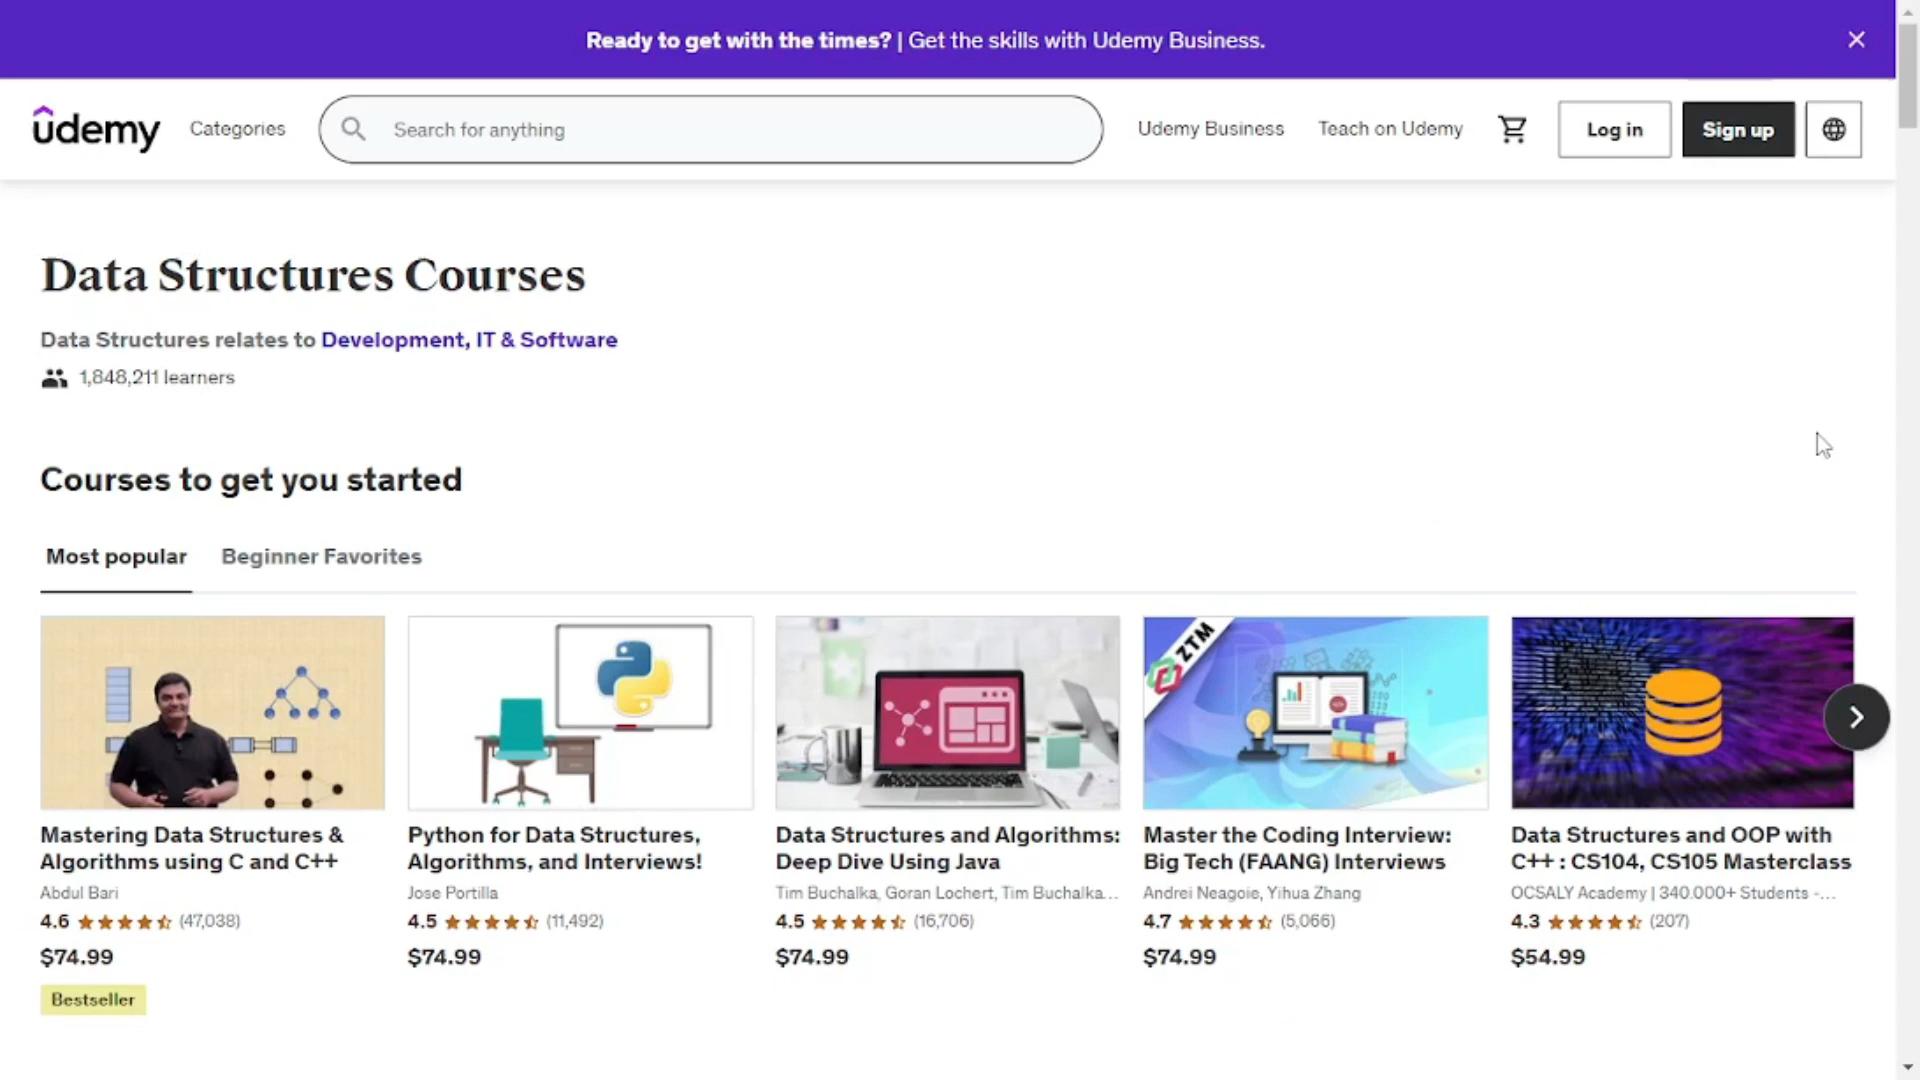 Ready to get with the times? | Get the skills with Udemy Business.
udemy
Categories
Search for anything
Udemy Business
Teach on Udemy
Log in
Sign up
Data Structures Courses
Data Structures relates to Development, IT & Software
1,848,211 learners
Courses to get you started
Most popular
Beginner Favorites
ZTM
Mastering Data Structures &
Algorithms using C and C++
Abdul Bari
4.6 (47,038)
$74.99
Bestseller
Python for Data Structures,
Algorithms, and Interviews!
Jose Portilla
4.5 (11,492)
$74.99
Data Structures and Algorithms:
Deep Dive Using Java
Tim Buchalka, Goran Lochert, Tim Buchalka...
4.5 (16,706)
$74.99
Master the Coding Interview:
Big Tech (FAANG) Interviews
Andrei Neagoie, Yihua Zhang
4.7 (5,066)
$74.99
Data Structures and OOP with
C++ : CS104, CS105 Masterclass
OCSALY Academy | 340.000+ Students -...
4.3 (207)
$54.99